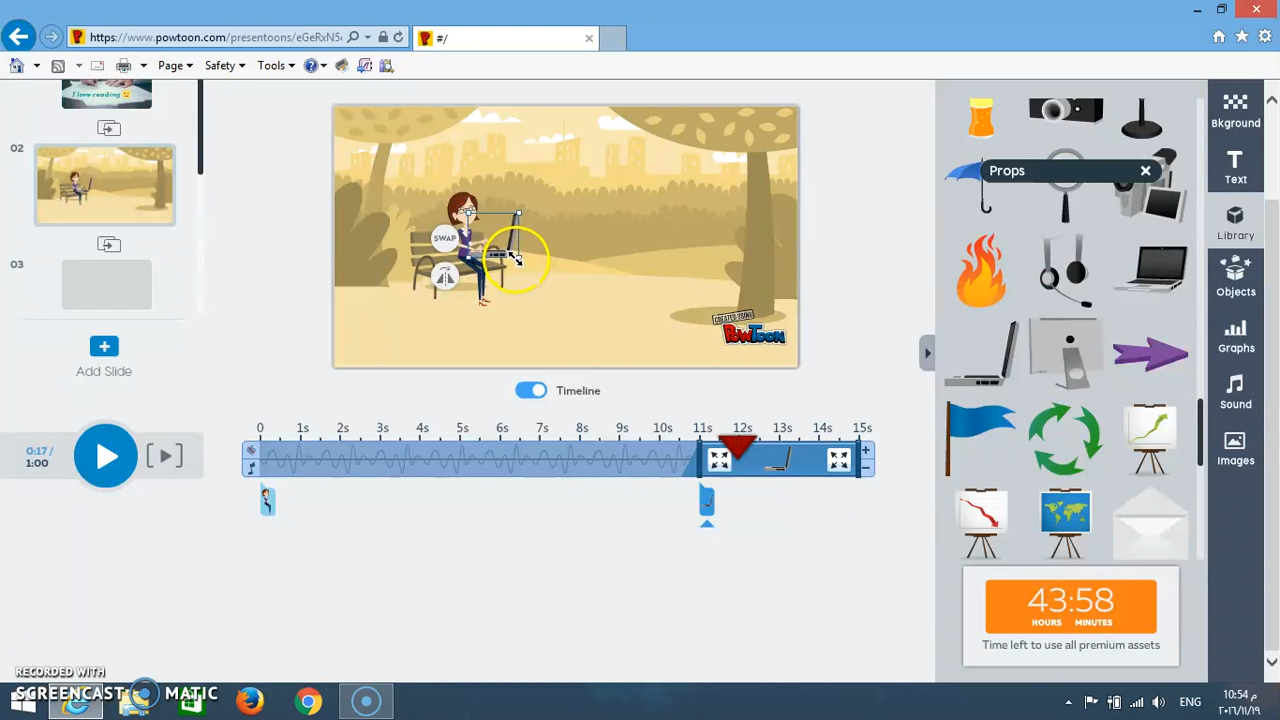 https://www.powtoon.com/presentoons/eGeRxN5
#/
Page
Safety
Tools
I love reading
02
03
Add Slide
0:17 /
1:00
SWAP
CREATED USING
POWTOON
Timeline
0 1s 2s 3s 4s 5s 6s 7s 8s 9s 10s 11s 12s 13s 14s 15s
Props
Bkground
Text
Library
Objects
Graphs
Sound
Images
43:58
HOURS MINUTES
Time left to use all premium assets
RECORDED WITH
SCREENCAST MATIC
ENG
10:54 م
٢٠١٦/١١/١٩